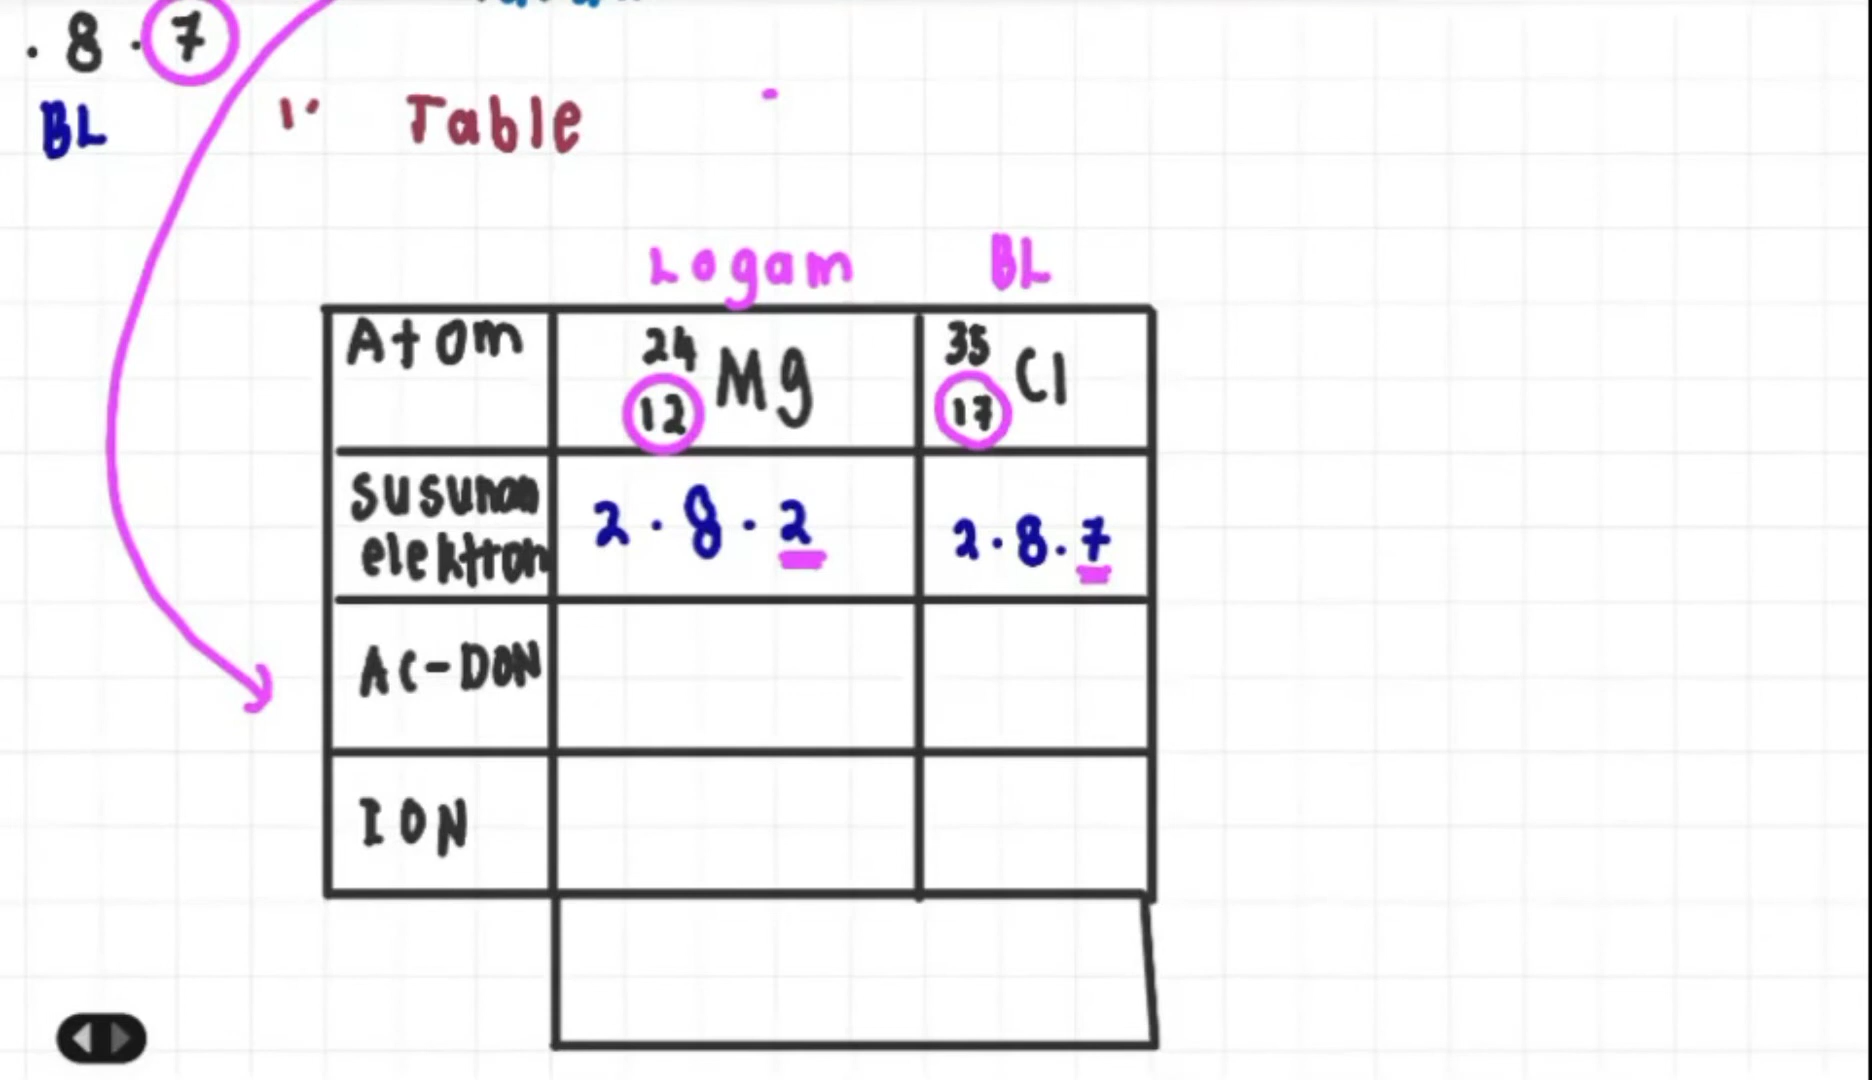 . 8 . 7
BL
1. Table
Logam BL
Atom 24 12 Mg 35 17 Cl
susunan elektron 2 . 8 . 2 2 . 8 . 7
AC-DON
ION